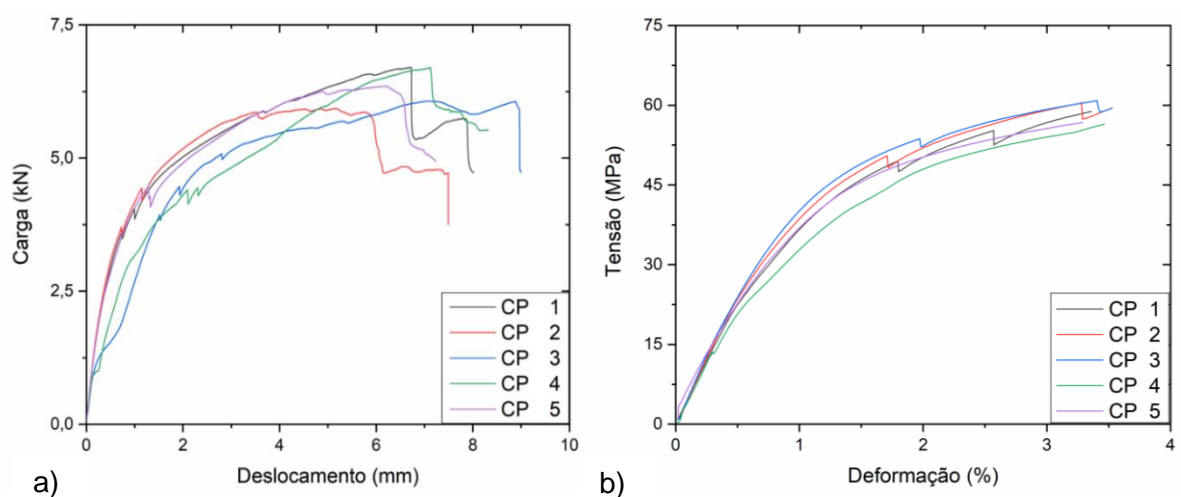 7,5
5,0
2,5
0,0
Carga (kN)
0 2 4 6 8 10
Deslocamento (mm)
CP 1
CP 2
CP 3
CP 4
CP 5
a)
75
60
45
30
15
0
Tensão (MPa)
0 1 2 3 4
Deformação (%)
CP 1
CP 2
CP 3
CP 4
CP 5
b)